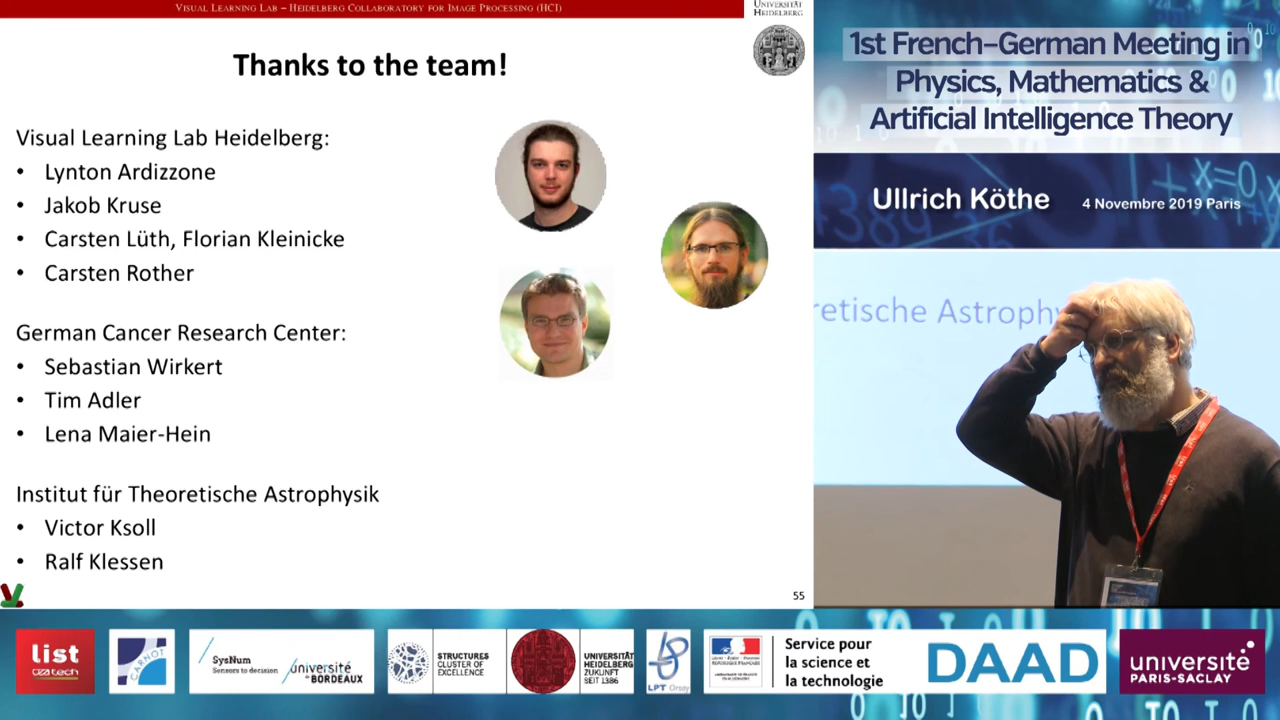 VISUAL LEARNING LAB – HEIDELBERG COLLABORATORY FOR IMAGE PROCESSING (HCI)
UNIVERSITÄT
HEIDELBERG
Thanks to the team!
Visual Learning Lab Heidelberg:
• Lynton Ardizzone
• Jakob Kruse
• Carsten Lüth, Florian Kleinicke
• Carsten Rother
German Cancer Research Center:
• Sebastian Wirkert
• Tim Adler
• Lena Maier-Hein
Institut für Theoretische Astrophysik
• Victor Ksoll
• Ralf Klessen
55
1st French–German Meeting in
Physics, Mathematics &
Artificial Intelligence Theory
Ullrich Köthe 4 Novembre 2019 Paris
retische Astrophy
list
ceatech
CARNOT
SysNum
Sensors to decision
université
de BORDEAUX
STRUCTURES
CLUSTER OF
EXCELLENCE
UNIVERSITÄT
HEIDELBERG
ZUKUNFT
SEIT 1386
LPT Orsay
Service pour
la science et
la technologie
DAAD
université
PARIS-SACLAY